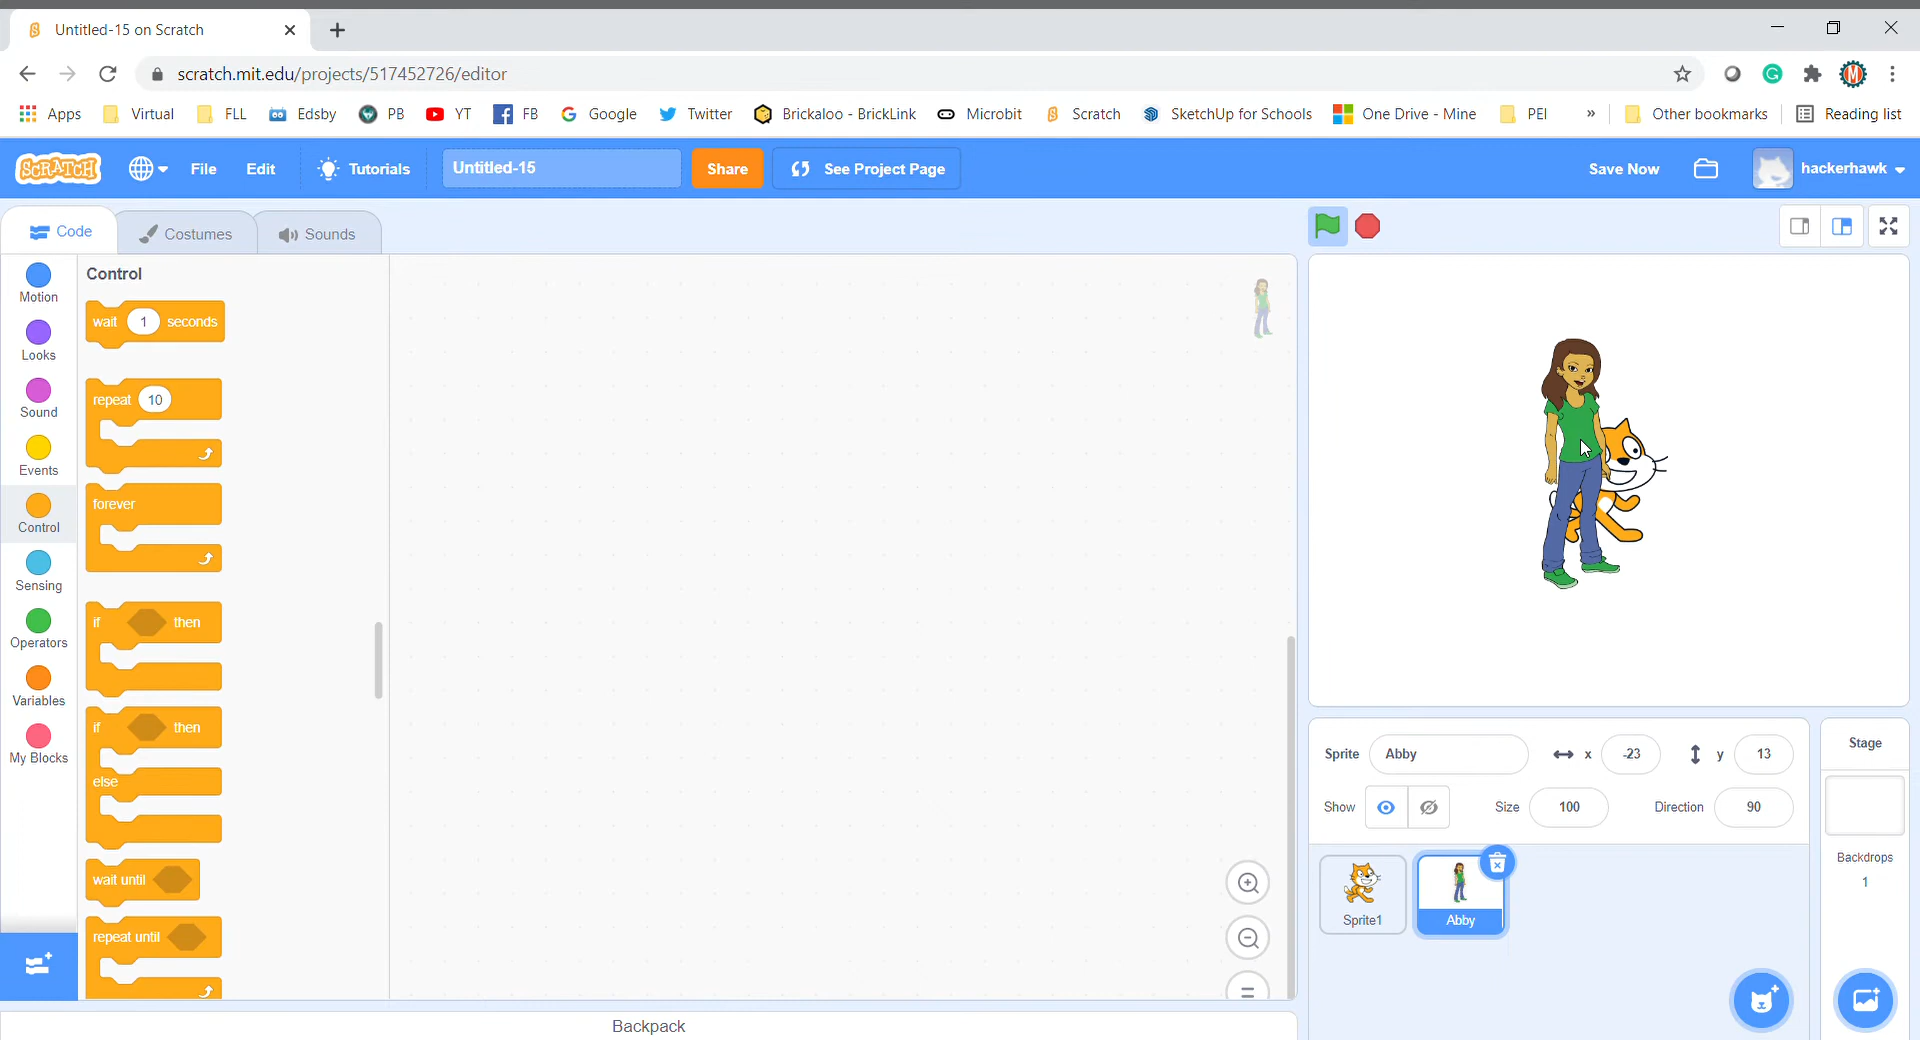 Untitled-15 on Scratch
scratch.mit.edu/projects/517452726/editor
Apps Virtual FLL Edsby PB YT FB Google Twitter Brickaloo - BrickLink Microbit Scratch SketchUp for Schools One Drive - Mine PEI » Other bookmarks Reading list
SCRATCH File Edit Tutorials Untitled-15 Share See Project Page Save Now hackerhawk
Code Costumes Sounds
Motion
Looks
Sound
Events
Control
Sensing
Operators
Variables
My Blocks
Control
wait 1 seconds
repeat 10
forever
if then
if then
else
wait until
repeat until
Backpack
Sprite Abby x -23 y 13
Show Size 100 Direction 90
Sprite1 Abby
Stage
Backdrops
1